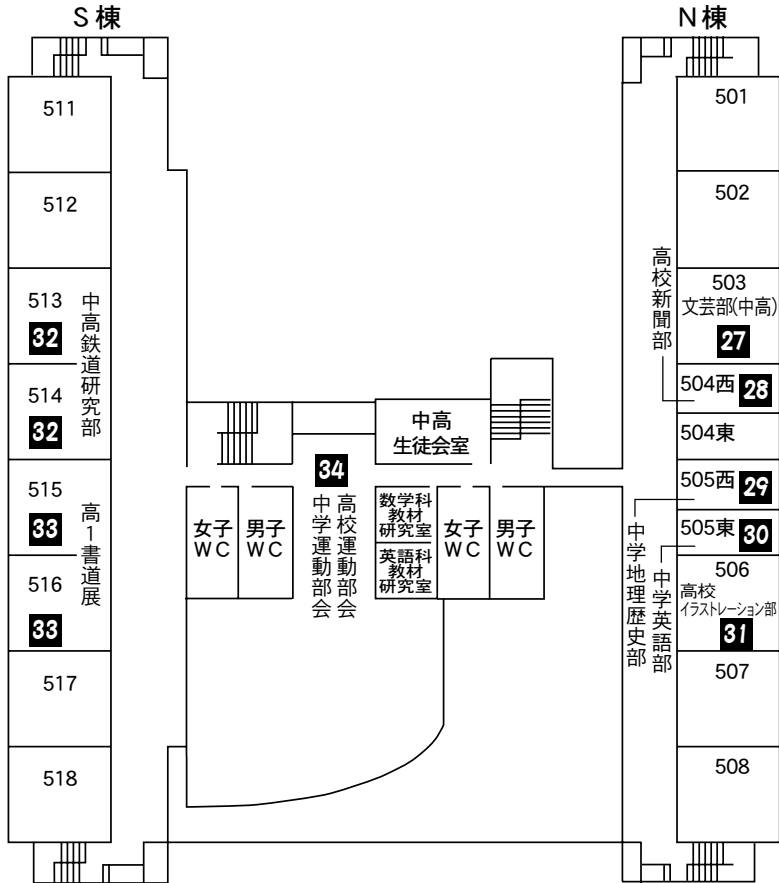 S棟
511
512
513
32
514
32
中高鉄道研究部
515
33
516
33
高1書道展
517
518
女子
WC
男子
WC
34
高校運動部会
中学運動部会
中高
生徒会室
数学科
教材
研究室
英語科
教材
研究室
女子
WC
男子
WC
N棟
501
502
503
文芸部(中高)
27
高校新聞部
504西 28
504東
505西 29
中学地理歴史部
505東 30
中学英語部
506
高校
イラストレーション部
31
507
508